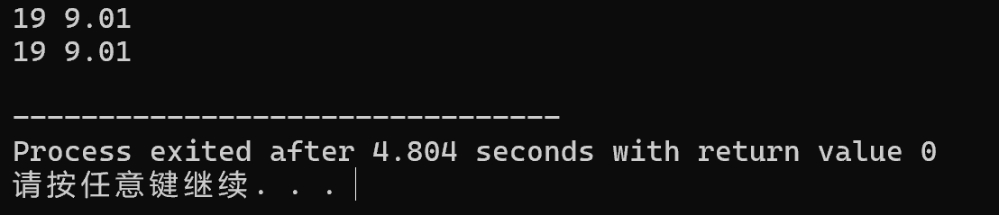 19 9.01
19 9.01
--------------------------------
Process exited after 4.804 seconds with return value 0
请按任意键继续. . .